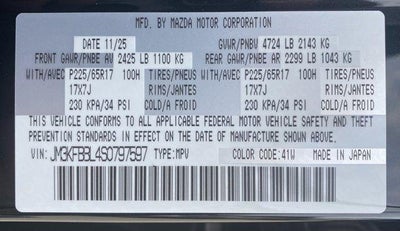 MFD. BY MAZDA MOTOR CORPORATION
DATE 11/25 GVWR/PNBV 4724 LB 2143 KG
FRONT GAWR/PNBE AV 2425 LB 1100 KG REAR GAWR/PNBE AR 2299 LB 1043 KG
WITH/AVEC P225/65R17 100H TIRES/PNEUS WITH/AVEC P225/65R17 100H TIRES/PNEUS
17X7J RIMS/JANTES 17X7J RIMS/JANTES
230 KPA/34 PSI COLD/A FROID 230 KPA/34 PSI COLD/A FROID
THIS VEHICLE CONFORMS TO ALL APPLICABLE FEDERAL MOTOR VEHICLE SAFETY AND THEFT
PREVENTION STANDARDS IN EFFECT ON THE DATE OF MANUFACTURE SHOWN ABOVE.
VIN: JM3KFBBL4S0797597 TYPE:MPV COLOR CODE:41W MADE IN JAPAN